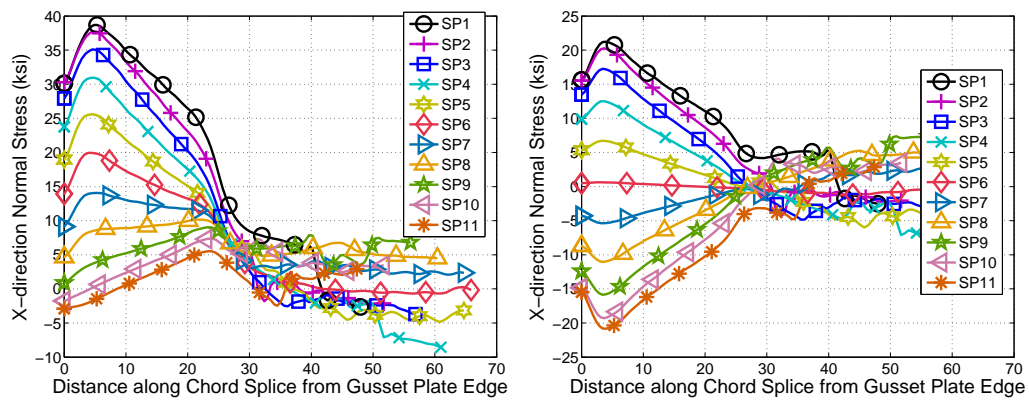 X−direction Normal Stress (ksi)
40
35
30
25
20
15
10
5
0
−5
−10
0 10 20 30 40 50 60 70
Distance along Chord Splice from Gusset Plate Edge
SP1
SP2
SP3
SP4
SP5
SP6
SP7
SP8
SP9
SP10
SP11
X−direction Normal Stress (ksi)
25
20
15
10
5
0
−5
−10
−15
−20
−25
0 10 20 30 40 50 60 70
Distance along Chord Splice from Gusset Plate Edge
SP1
SP2
SP3
SP4
SP5
SP6
SP7
SP8
SP9
SP10
SP11